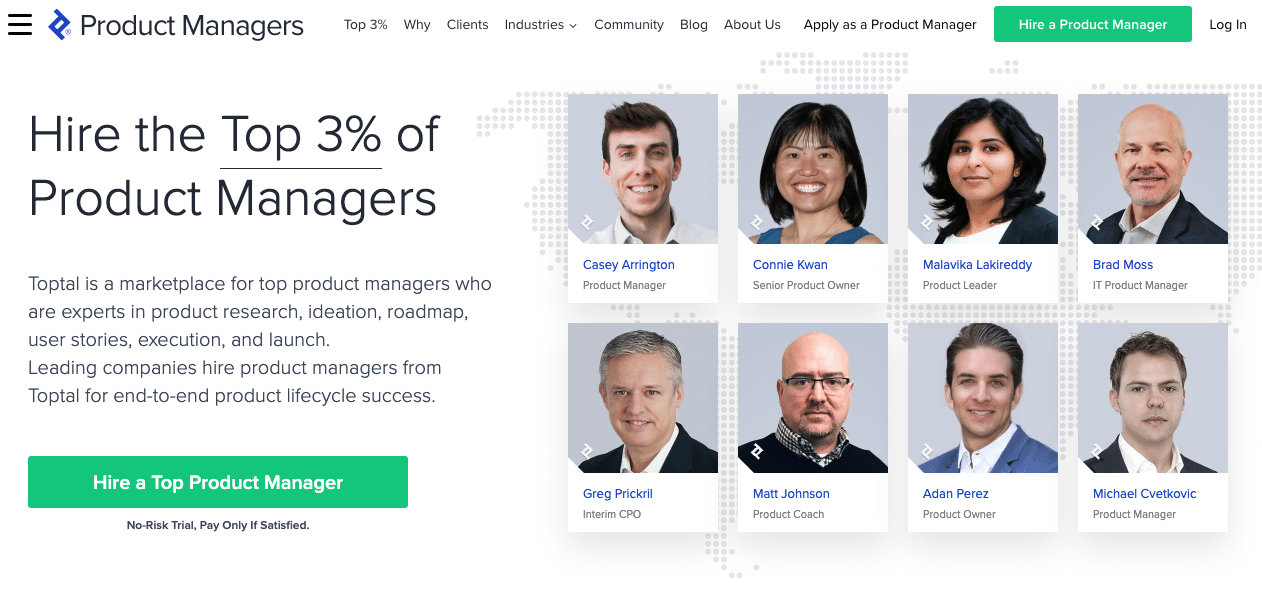 Product Managers
Top 3% Why Clients Industries Community Blog About Us Apply as a Product Manager Hire a Product Manager Log In
Hire the Top 3% of
Product Managers
Toptal is a marketplace for top product managers who
are experts in product research, ideation, roadmap,
user stories, execution, and launch.
Leading companies hire product managers from
Toptal for end-to-end product lifecycle success.
Hire a Top Product Manager
No-Risk Trial, Pay Only If Satisfied.
Casey Arrington
Product Manager
Connie Kwan
Senior Product Owner
Malavika Lakireddy
Product Leader
Brad Moss
IT Product Manager
Greg Prickril
Interim CPO
Matt Johnson
Product Coach
Adan Perez
Product Owner
Michael Cvetkovic
Product Manager